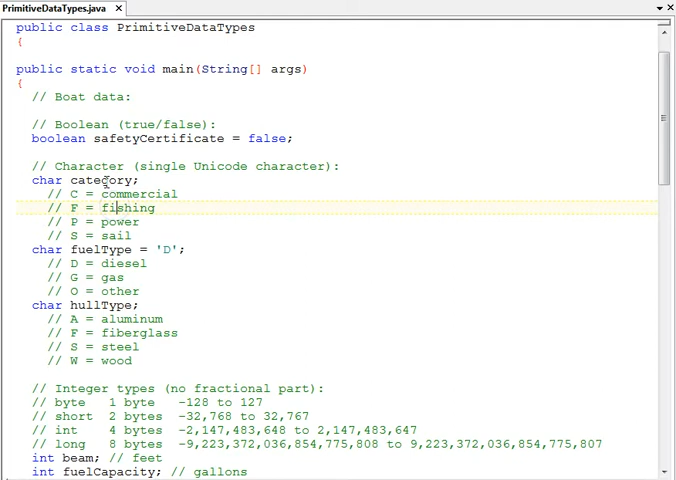 PrimitiveDataTypes.java
public class PrimitiveDataTypes
{
public static void main(String[] args)
{
// Boat data:
// Boolean (true/false):
boolean safetyCertificate = false;
// Character (single Unicode character):
char category;
// C = commercial
// F = fishing
// P = power
// S = sail
char fuelType = 'D';
// D = diesel
// G = gas
// O = other
char hullType;
// A = aluminum
// F = fiberglass
// S = steel
// W = wood
// Integer types (no fractional part):
// byte 1 byte -128 to 127
// short 2 bytes -32,768 to 32,767
// int 4 bytes -2,147,483,648 to 2,147,483,647
// long 8 bytes -9,223,372,036,854,775,808 to 9,223,372,036,854,775,807
int beam; // feet
int fuelCapacity; // gallons